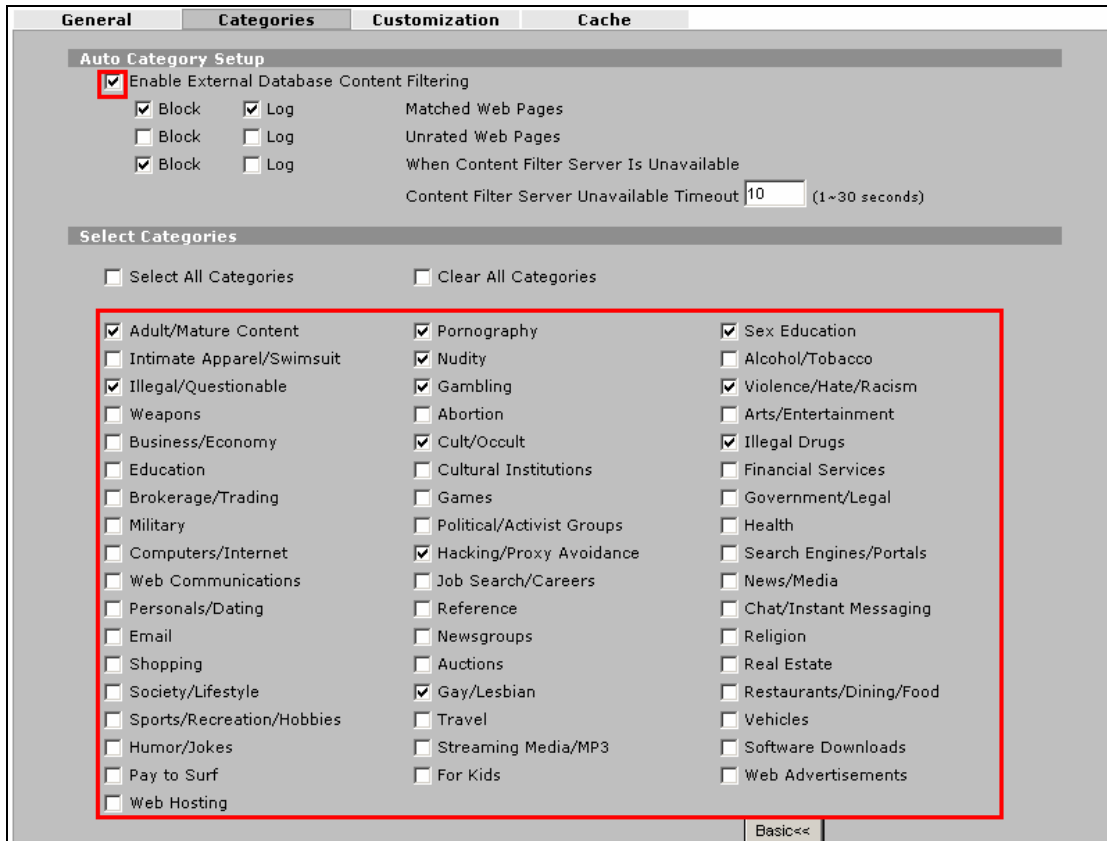 General Categories Customization Cache
Auto Category Setup
Enable External Database Content Filtering
Block Log Matched Web Pages
Block Log Unrated Web Pages
Block Log When Content Filter Server Is Unavailable
Content Filter Server Unavailable Timeout 10 (1~30 seconds)
Select Categories
Select All Categories Clear All Categories
Adult/Mature Content Pornography Sex Education
Intimate Apparel/Swimsuit Nudity Alcohol/Tobacco
Illegal/Questionable Gambling Violence/Hate/Racism
Weapons Abortion Arts/Entertainment
Business/Economy Cult/Occult Illegal Drugs
Education Cultural Institutions Financial Services
Brokerage/Trading Games Government/Legal
Military Political/Activist Groups Health
Computers/Internet Hacking/Proxy Avoidance Search Engines/Portals
Web Communications Job Search/Careers News/Media
Personals/Dating Reference Chat/Instant Messaging
Email Newsgroups Religion
Shopping Auctions Real Estate
Society/Lifestyle Gay/Lesbian Restaurants/Dining/Food
Sports/Recreation/Hobbies Travel Vehicles
Humor/Jokes Streaming Media/MP3 Software Downloads
Pay to Surf For Kids Web Advertisements
Web Hosting
Basic<<